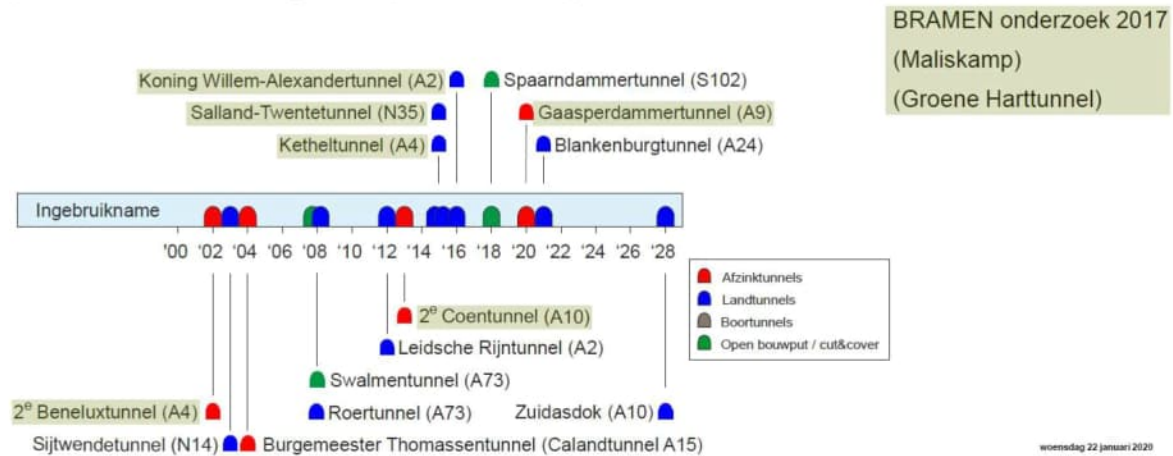 BRAMEN onderzoek 2017
(Maliskamp)
(Groene Harttunnel)
Koning Willem-Alexandertunnel (A2)
Spaarndammertunnel (S102)
Salland-Twentetunnel (N35)
Gaasperdammertunnel (A9)
Ketheltunnel (A4)
Blankenburgtunnel (A24)
Ingebruikname
'00 '02 '04 '06 '08 '10 '12 '14 '16 '18 '20 '22 '24 '26 '28
Afzinktunnels
Landtunnels
Boortunnels
Open bouwput / cut&cover
2e Coentunnel (A10)
Leidsche Rijntunnel (A2)
Swalmentunnel (A73)
2e Beneluxtunnel (A4)
Roertunnel (A73)
Zuidasdok (A10)
Sijtwendetunnel (N14)
Burgemeester Thomassentunnel (Calandtunnel A15)
woensdag 22 januari 2020